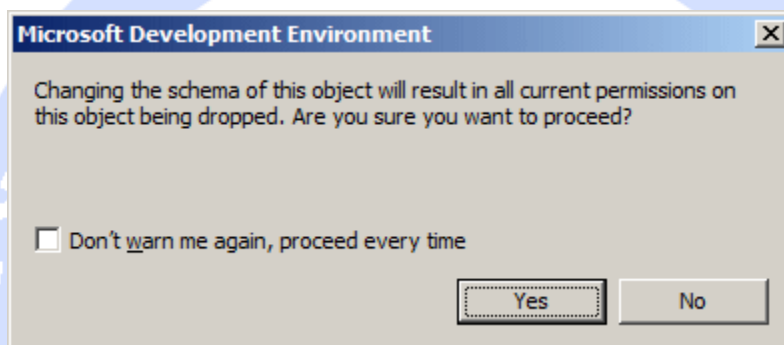 Microsoft Development Environment
Changing the schema of this object will result in all current permissions on
this object being dropped. Are you sure you want to proceed?
Don't warn me again, proceed every time
Yes No